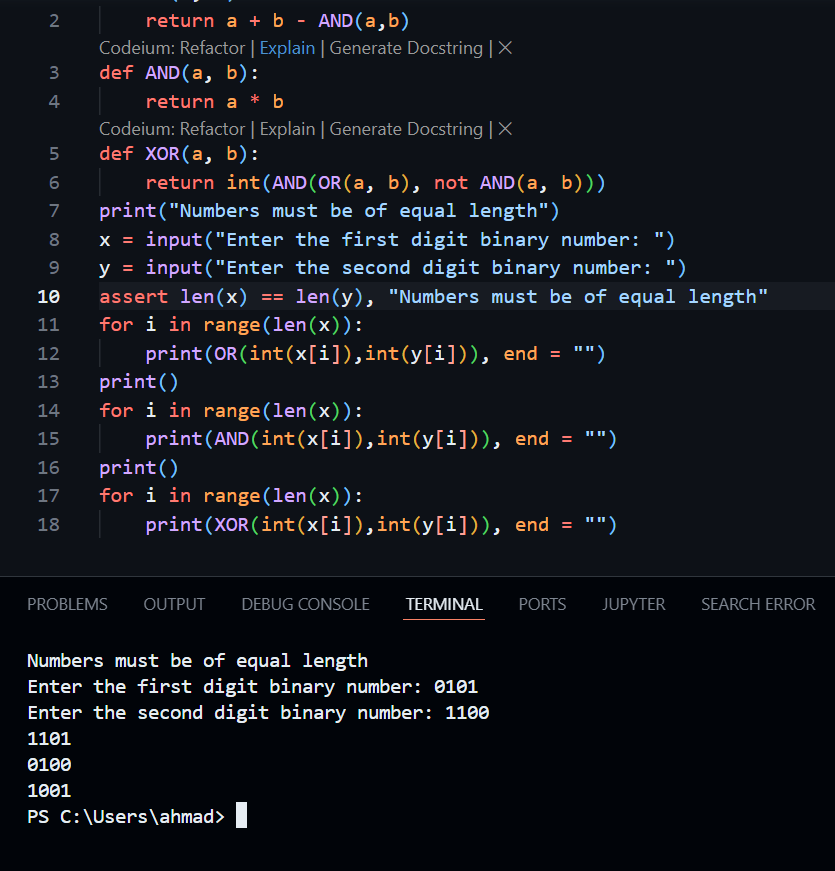 2 return a + b - AND(a,b)
Codeium: Refactor | Explain | Generate Docstring | ×
3 def AND(a, b):
4 return a * b
Codeium: Refactor | Explain | Generate Docstring | ×
5 def XOR(a, b):
6 return int(AND(OR(a, b), not AND(a, b)))
7 print("Numbers must be of equal length")
8 x = input("Enter the first digit binary number: ")
9 y = input("Enter the second digit binary number: ")
10 assert len(x) == len(y), "Numbers must be of equal length"
11 for i in range(len(x)):
12 print(OR(int(x[i]),int(y[i])), end = "")
13 print()
14 for i in range(len(x)):
15 print(AND(int(x[i]),int(y[i])), end = "")
16 print()
17 for i in range(len(x)):
18 print(XOR(int(x[i]),int(y[i])), end = "")
PROBLEMS OUTPUT DEBUG CONSOLE TERMINAL PORTS JUPYTER SEARCH ERROR
Numbers must be of equal length
Enter the first digit binary number: 0101
Enter the second digit binary number: 1100
1101
0100
1001
PS C:\Users\ahmad>